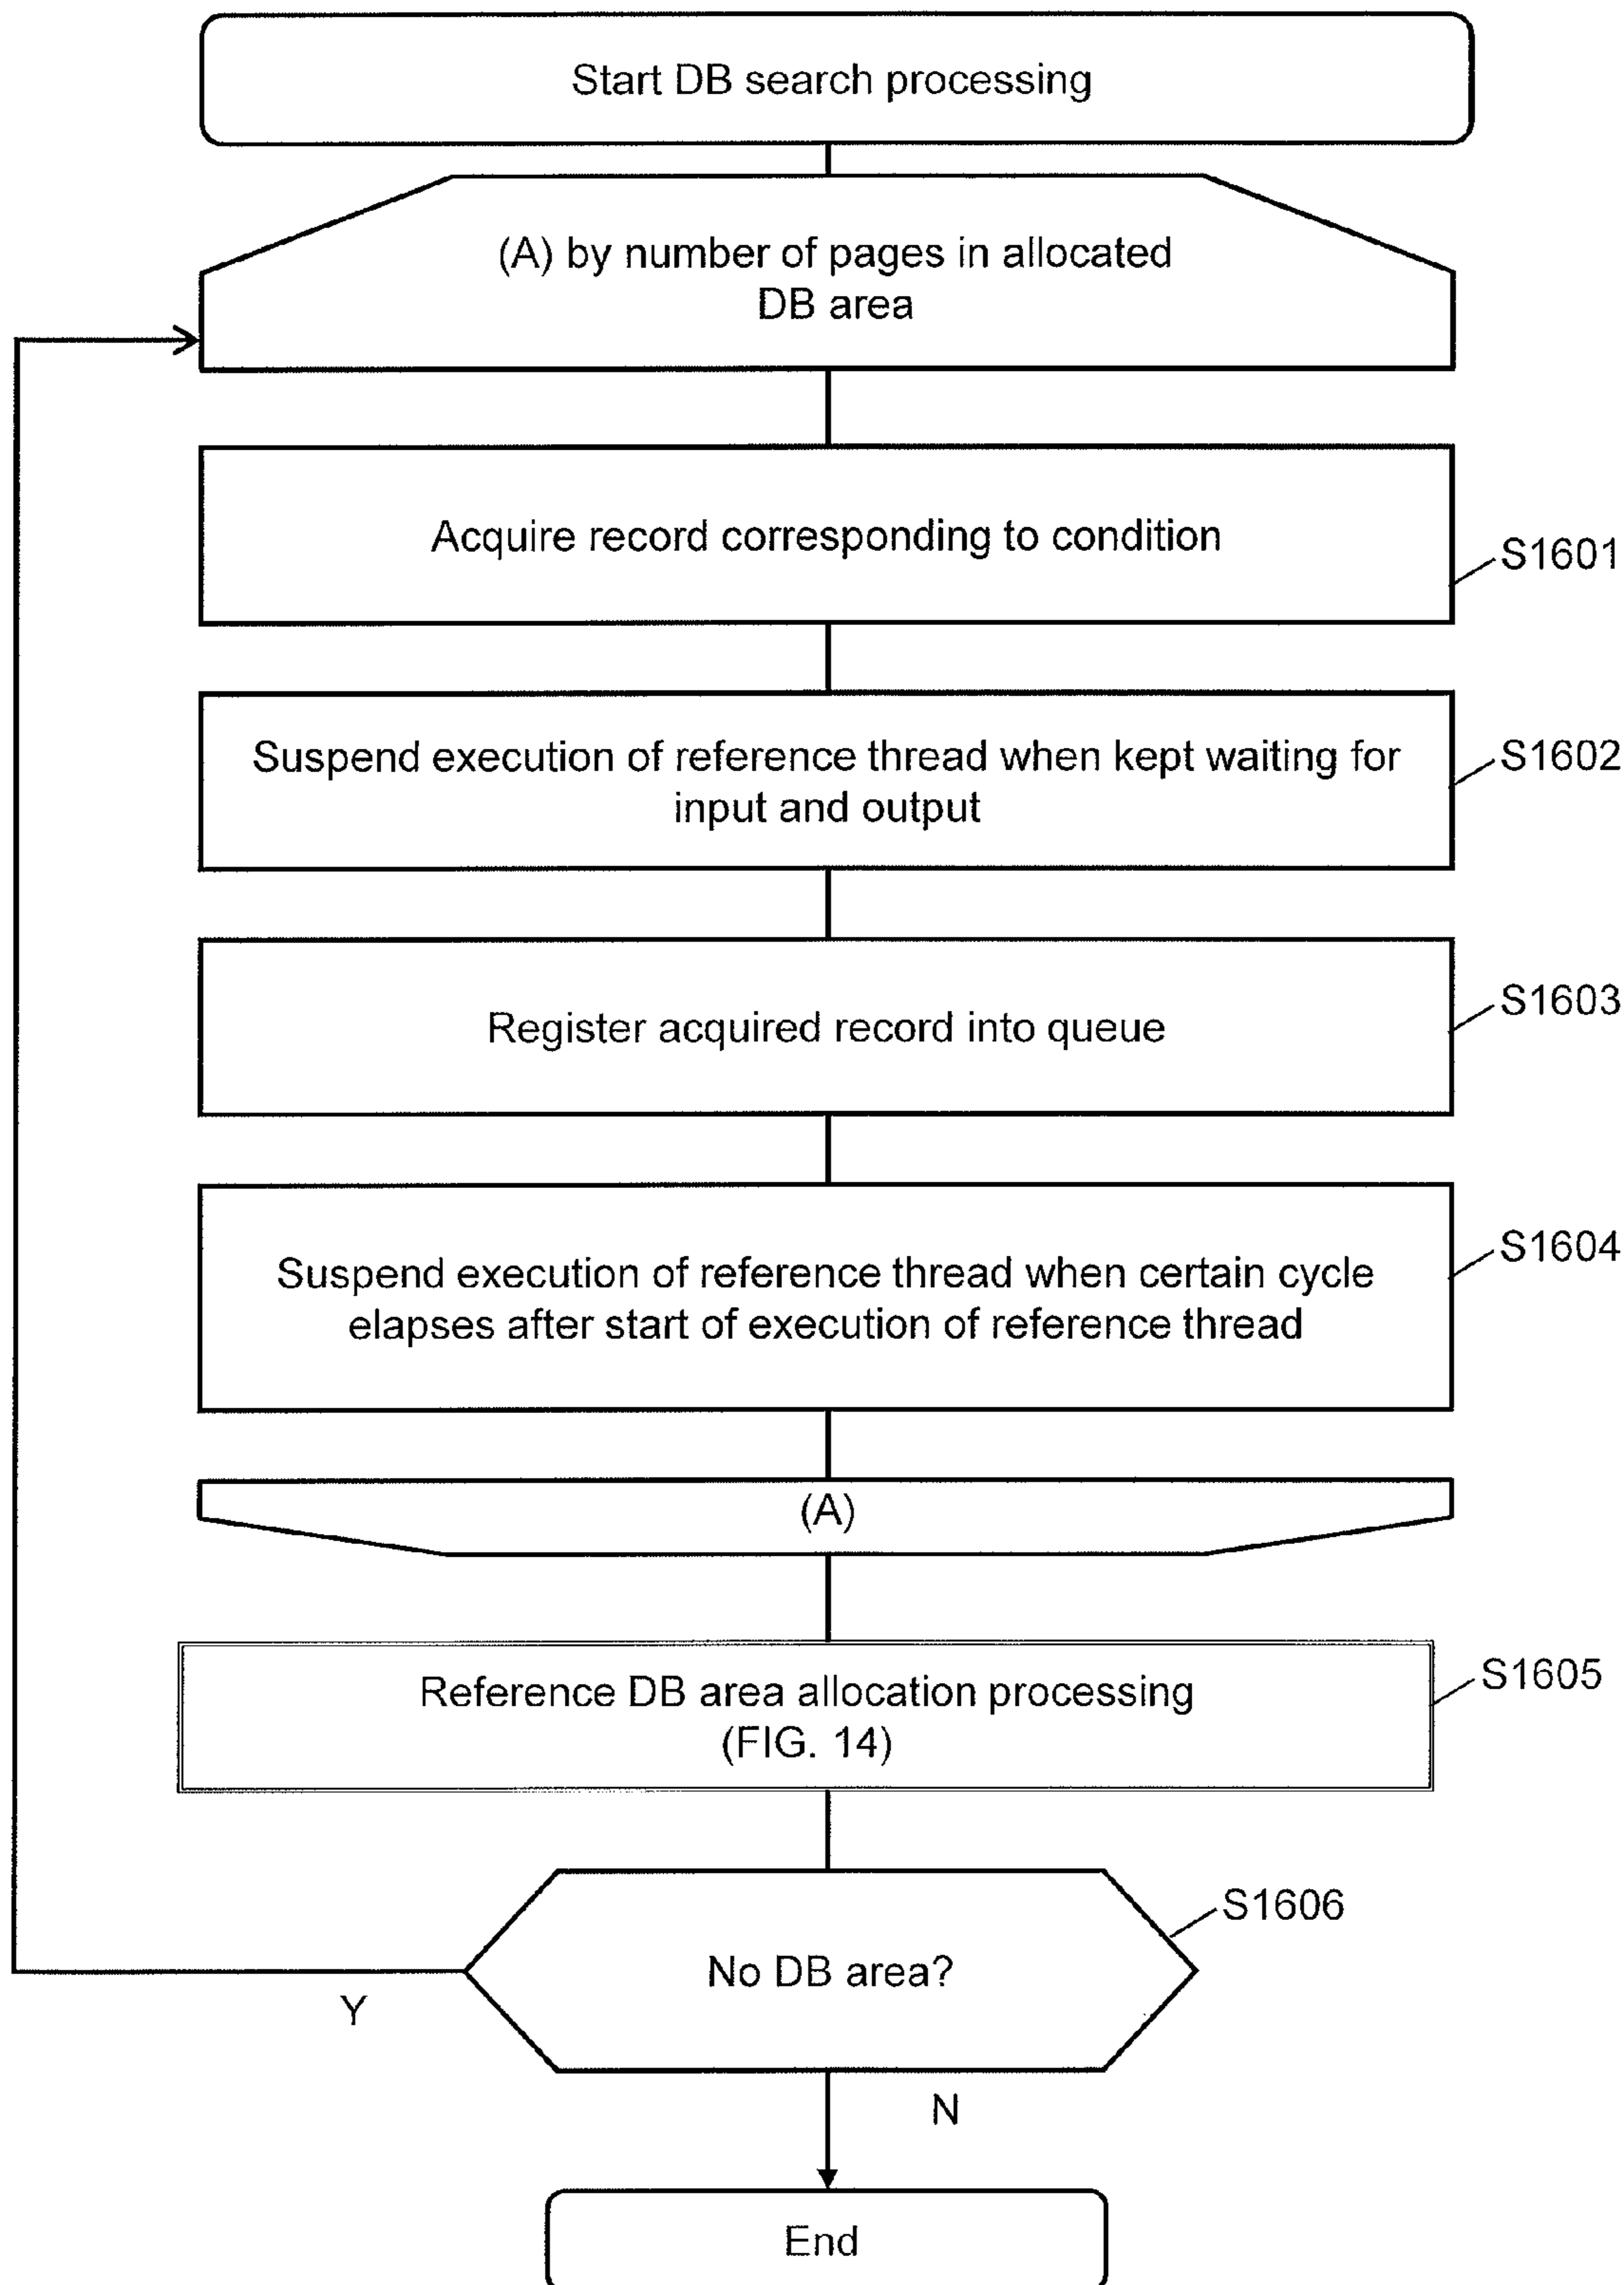 Start DB search processing
(A) by number of pages in allocated
DB area
Acquire record corresponding to condition
S1601
Suspend execution of reference thread when kept waiting for
input and output
S1602
Register acquired record into queue
S1603
Suspend execution of reference thread when certain cycle
elapses after start of execution of reference thread
S1604
(A)
Reference DB area allocation processing
(FIG. 14)
S1605
No DB area?
S1606
Y
N
End